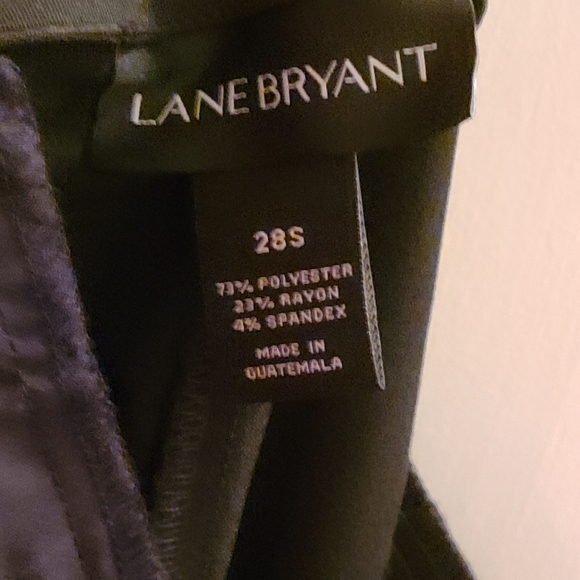 LANE BRYANT
28S
73% POLYESTER
23% RAYON
4% SPANDEX
MADE IN
GUATEMALA